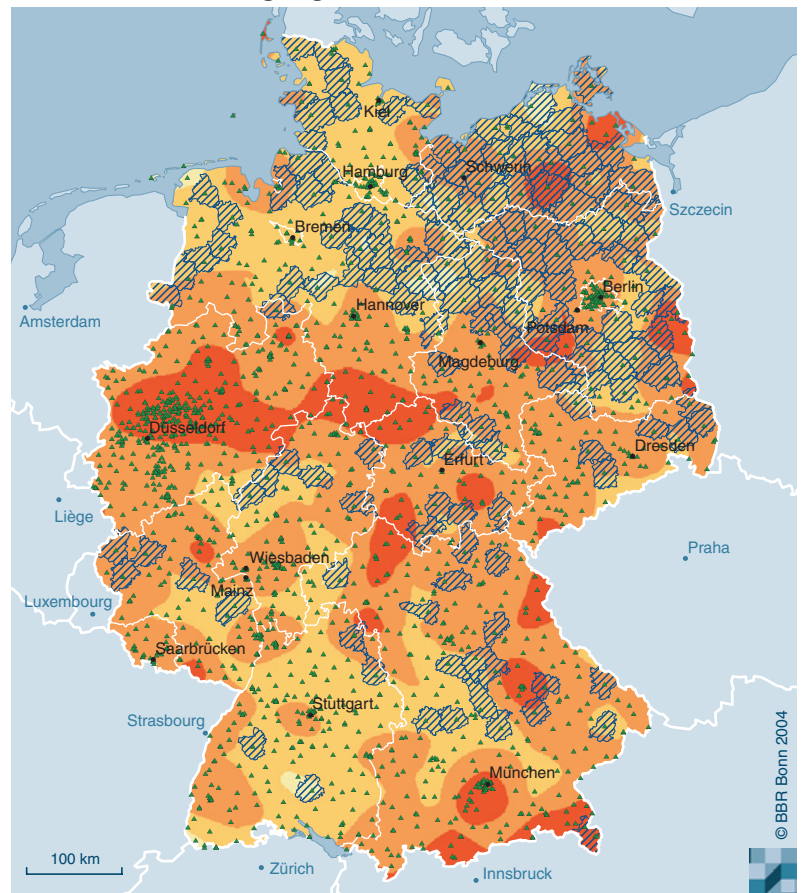 Kiel
Hamburg
Schwerin
Szczecin
Bremen
Berlin
Amsterdam
Hannover
Potsdam
Magdeburg
Düsseldorf
Dresden
Erfurt
Liège
Praha
Wiesbaden
Mainz
Luxembourg
Saarbrücken
Stuttgart
Strasbourg
München
© BBR Bonn 2004
100 km
Zürich
Innsbruck